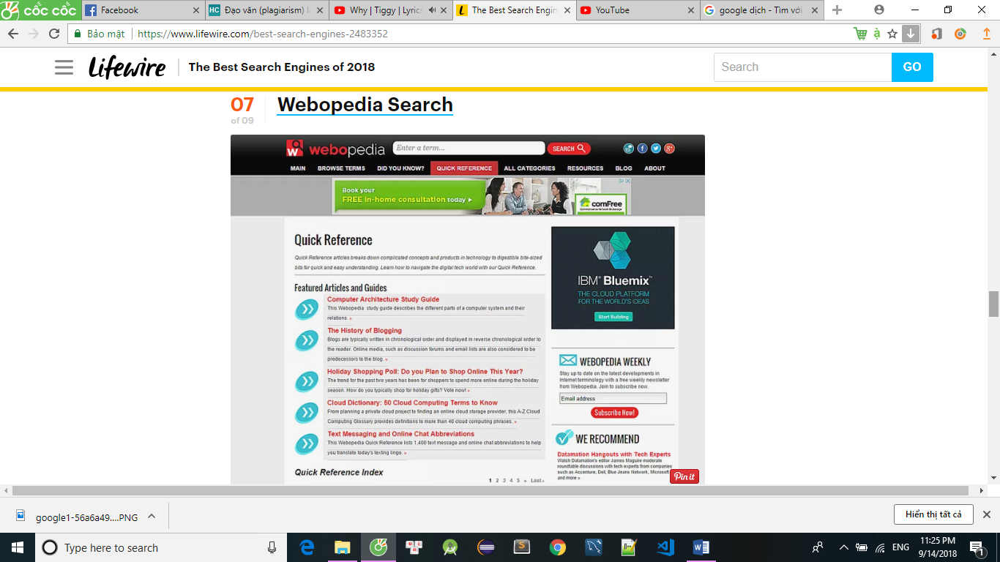 cốc cốc
Facebook
Đạo văn (plagiarism) l
Why | Tiggy | Lyrics
The Best Search Engin
YouTube
google dịch - Tìm với
Bảo mật
https://www.lifewire.com/best-search-engines-2483352
Lifewire
The Best Search Engines of 2018
Search
GO
07
of 09
Webopedia Search
webopedia
Enter a term...
SEARCH
MAIN BROWSE TERMS DID YOU KNOW? QUICK REFERENCE ALL CATEGORIES RESOURCES BLOG ABOUT
Book your
FREE in-home consultation today
comFree
Quick Reference
Quick Reference articles breaks down complicated concepts and products in technology to digestible bite-sized
bits for quick and easy understanding. Learn how to navigate the digital tech world with our Quick Reference.
Featured Articles and Guides
Computer Architecture Study Guide
This Webopedia study guide describes the different parts of a computer system and their
relations. »
The History of Blogging
Blogs are typically written in chronological order and displayed in reverse chronological order to
the reader. Online media, such as discussion forums and email lists are also considered to be
predecessors to the blog. »
Holiday Shopping Poll: Do you Plan to Shop Online This Year?
The trend for the past two years has been for shoppers to spend more online during the holiday
season. How do you typically shop for holiday gifts? Vote now! »
Cloud Dictionary: 50 Cloud Computing Terms to Know
From planning a private cloud project to finding an online cloud storage provider, this A-Z Cloud
Computing Glossary provides definitions to more than 40 cloud computing phrases. »
Text Messaging and Online Chat Abbreviations
This Webopedia Quick Reference lists 1,400 text message and online chat abbreviations to help
you translate today's texting lingo. »
Quick Reference Index
1 2 3 4 5 » Last›
IBM® Bluemix™
THE CLOUD PLATFORM
FOR THE WORLD'S IDEAS
Start Building
WEBOPEDIA WEEKLY
Stay up to date on the latest developments in
Internet terminology with a free weekly newsletter
from Webopedia. Join to subscribe now.
Email address
Subscribe Now!
WE RECOMMEND
Datamation Hangouts with Tech Experts
Watch Datamation's editor James Maguire moderate
roundtable discussions with tech experts from companies
such as Accenture, Dell, Blue Jeans Network, Microsoft
and more »
Pin it
google1-56a6a49....PNG
Hiển thị tất cả
Type here to search
ENG
11:25 PM
9/14/2018
1